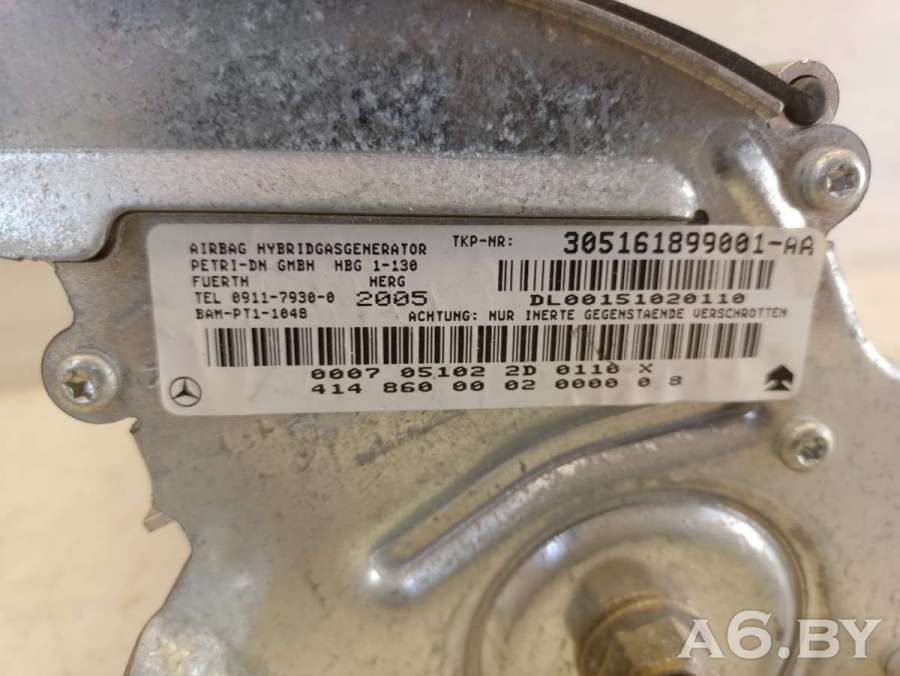 AIRBAG HYBRIDGASGENERATOR TKP-NR: 305161899001-AA
PETRI-DN GMBH HBG 1-130
FUERTH HERG
TEL 0911-7930-0 2005 DL00151020110
BAM-PT1-1048 ACHTUNG: NUR INERTE GEGENSTAENDE VERSCHROTTEN
0007 05102 2D 0110 X
414 860 00 02 0000 0 8
A6.BY